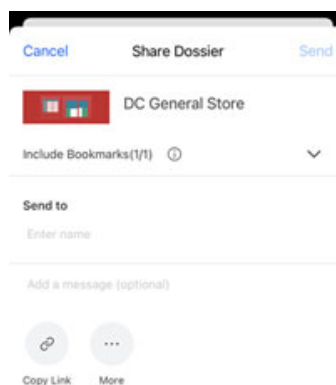 Cancel Share Dossier Send
DC General Store
Include Bookmarks(1/1)
Send to
Enter name
Add a message (optional)
Copy Link More